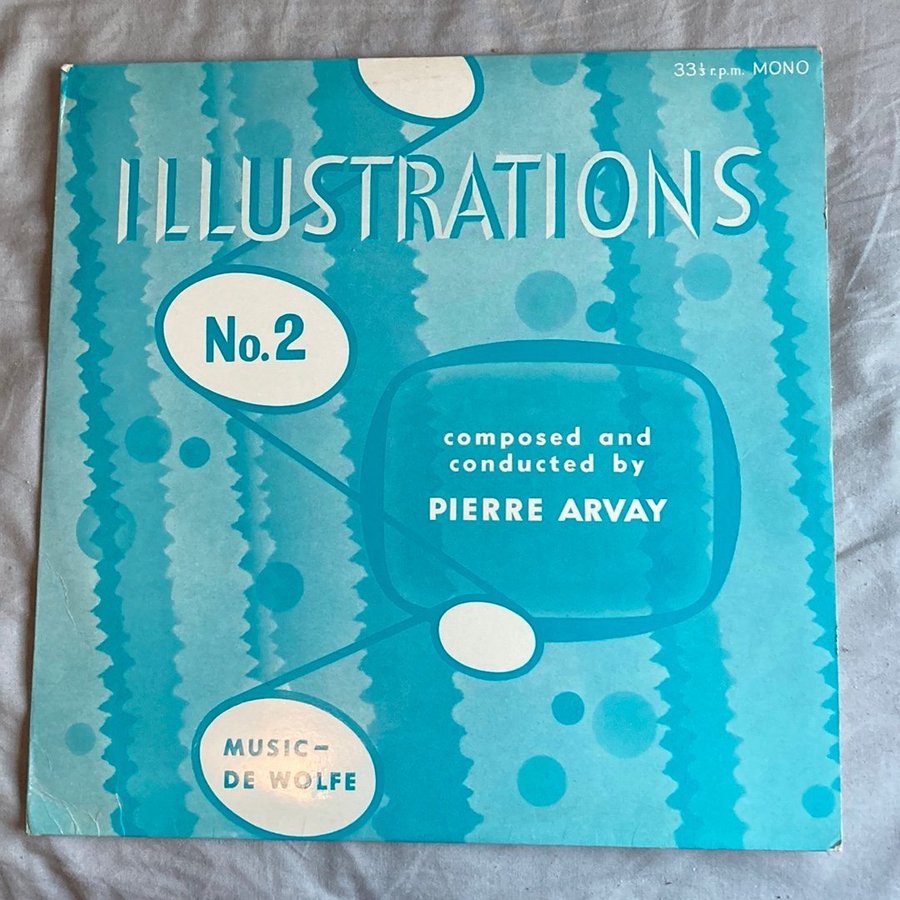 33⅓ r.p.m. MONO
ILLUSTRATIONS
No.2
composed and
conducted by
PIERRE ARVAY
MUSIC–
DE WOLFE